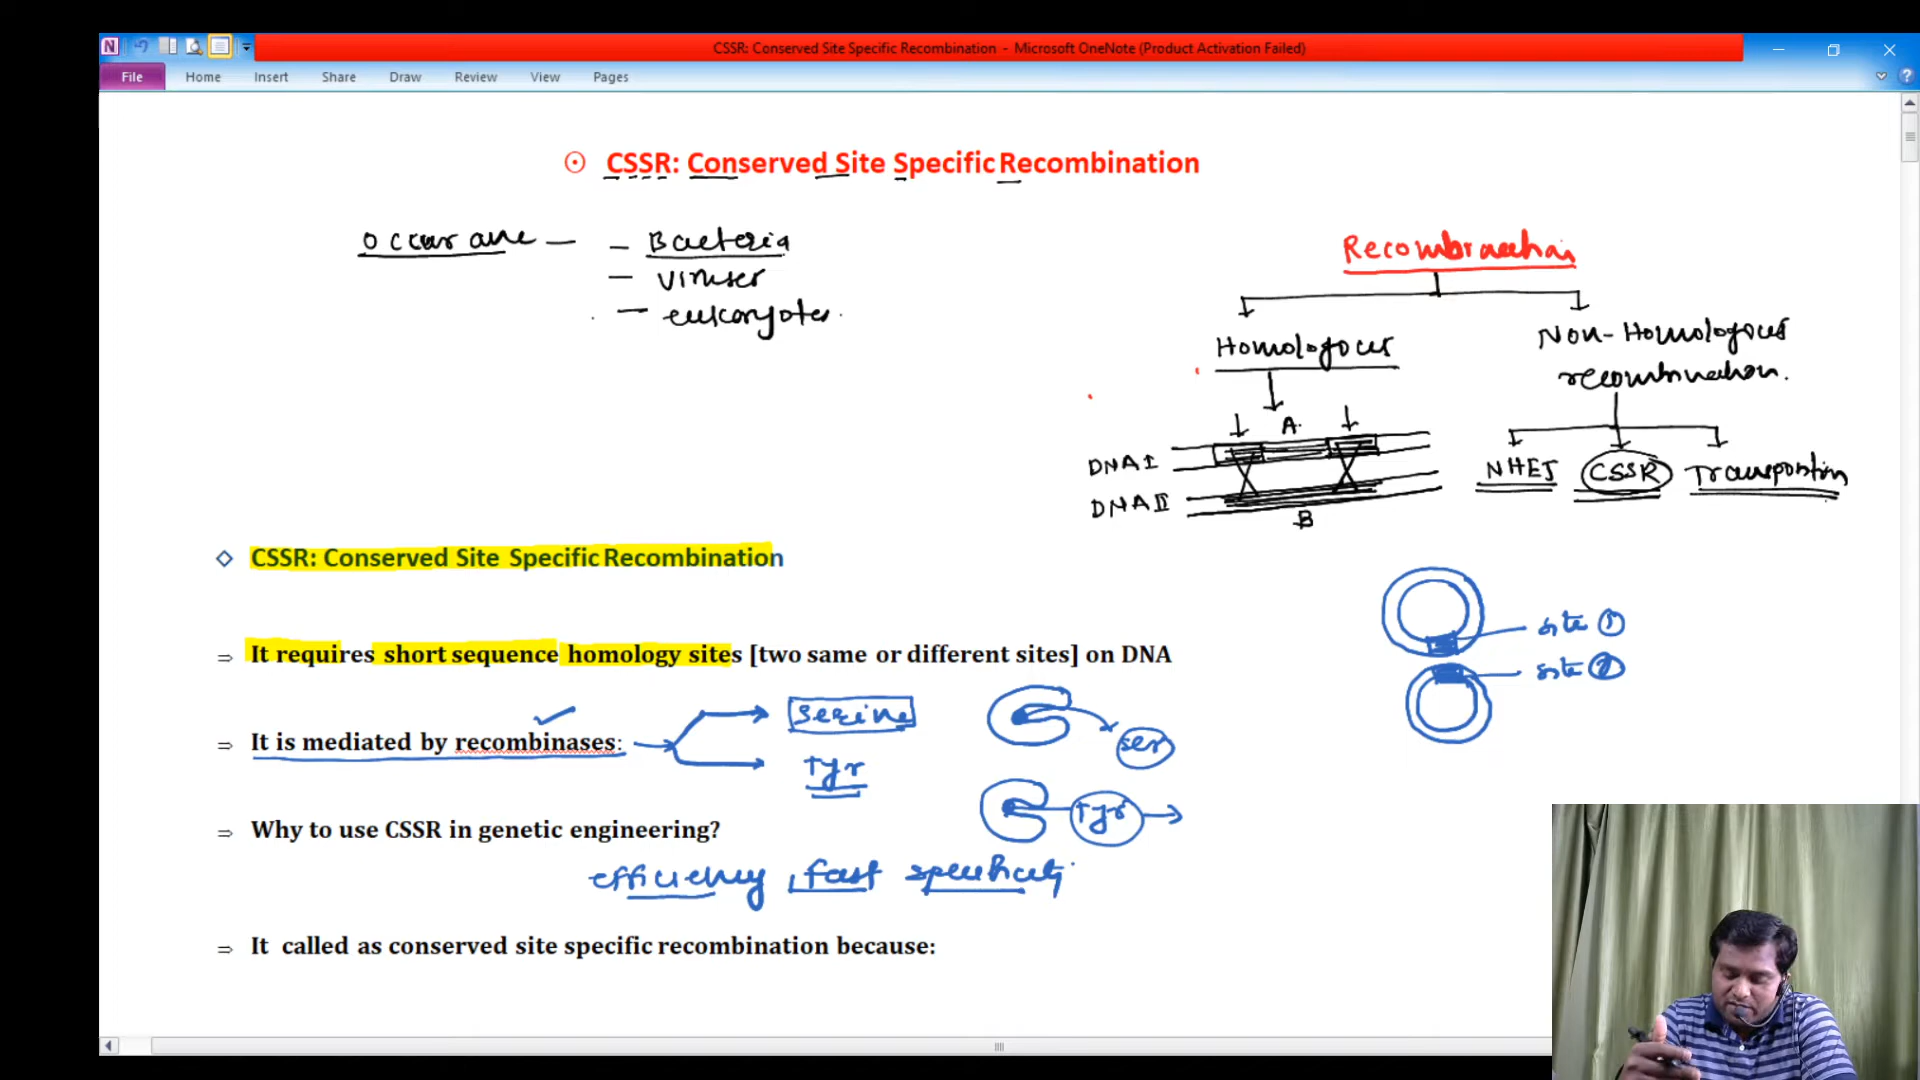 CSSR: Conserved Site Specific Recombination - Microsoft OneNote (Product Activation Failed)
File Home Insert Share Draw Review View Pages
CSSR: Conserved Site Specific Recombination
Occurance
Bacteria
viruses
eukaryotes
Recombination
Homologous
Non-Homologous
recombination.
A
DNA I
DNA II
B
NHEJ CSSR Transposition
CSSR: Conserved Site Specific Recombination
site 1
site 2
It requires short sequence homology sites [two same or different sites] on DNA
serine
ser
It is mediated by recombinases:
Tyr
Tyr
Why to use CSSR in genetic engineering?
efficiency, fast specificity
It called as conserved site specific recombination because: